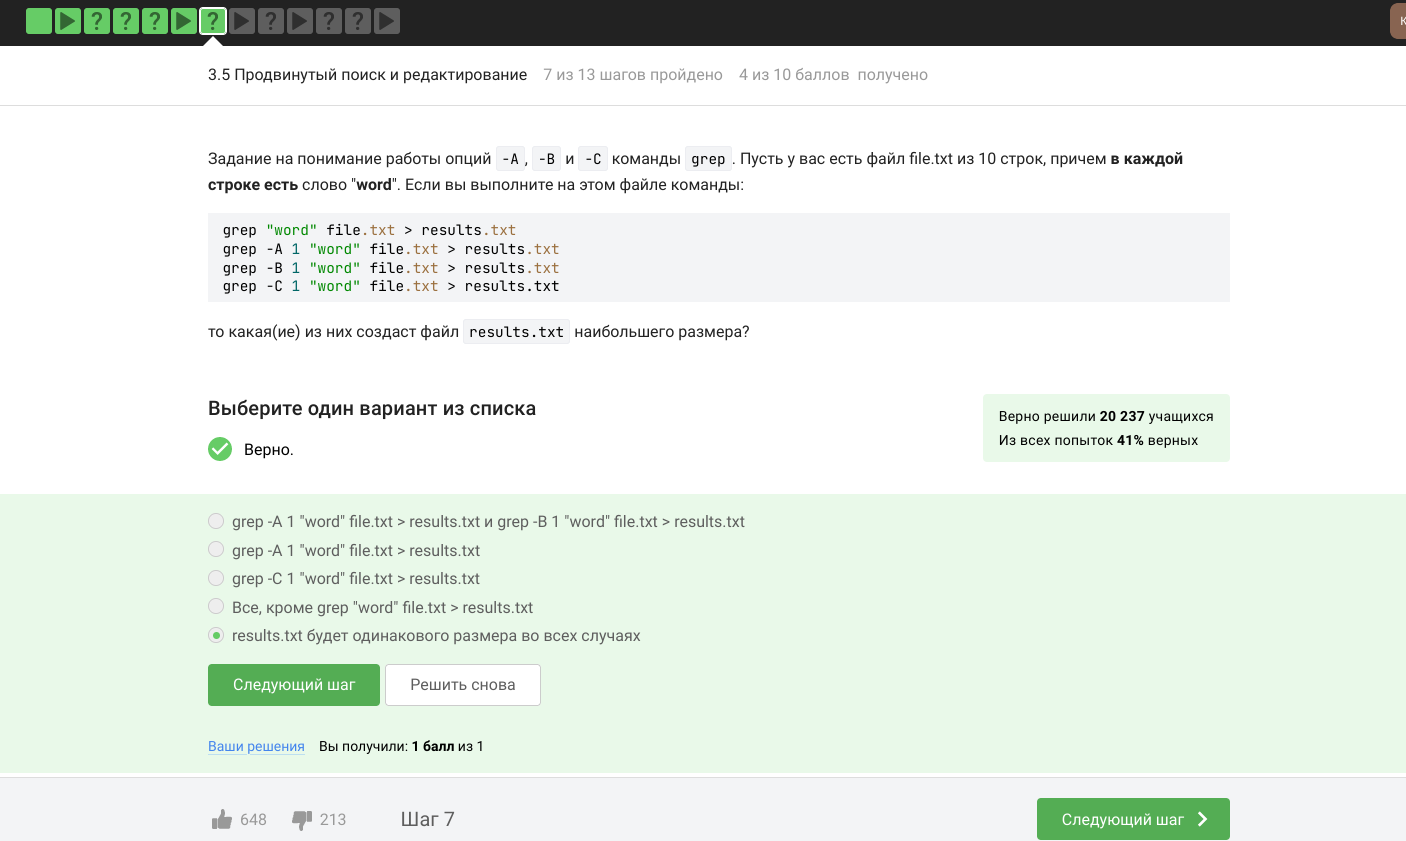 3.5 Продвинутый поиск и редактирование 7 из 13 шагов пройдено 4 из 10 баллов получено
Задание на понимание работы опций -A, -B и -C команды grep. Пусть у вас есть файл file.txt из 10 строк, причем в каждой
строке есть слово "word". Если вы выполните на этом файле команды:
grep "word" file.txt > results.txt
grep -A 1 "word" file.txt > results.txt
grep -B 1 "word" file.txt > results.txt
grep -C 1 "word" file.txt > results.txt
то какая(ие) из них создаст файл results.txt наибольшего размера?
Выберите один вариант из списка
Верно.
Верно решили 20 237 учащихся
Из всех попыток 41% верных
grep -A 1 "word" file.txt > results.txt и grep -B 1 "word" file.txt > results.txt
grep -A 1 "word" file.txt > results.txt
grep -C 1 "word" file.txt > results.txt
Все, кроме grep "word" file.txt > results.txt
results.txt будет одинакового размера во всех случаях
Следующий шаг Решить снова
Ваши решения Вы получили: 1 балл из 1
648 213 Шаг 7 Следующий шаг